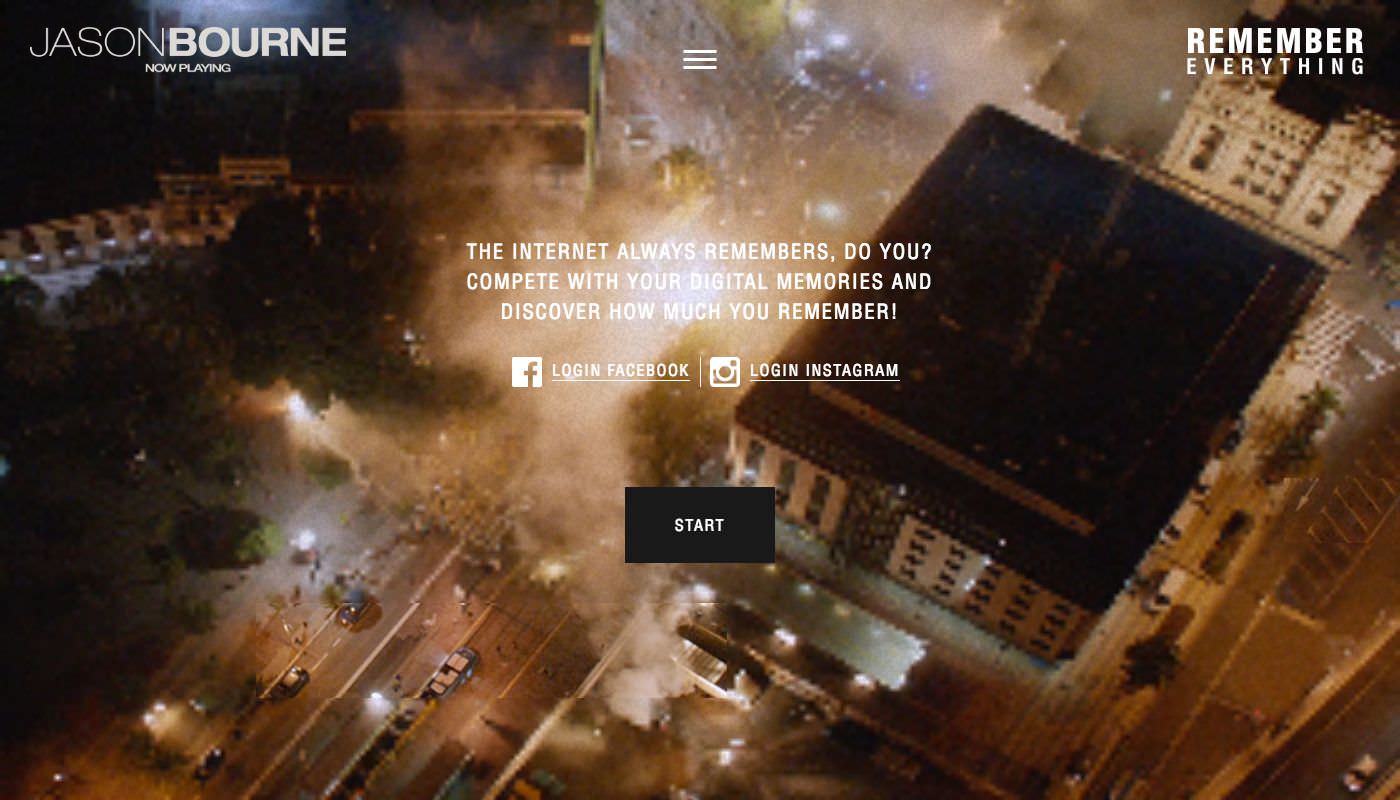 JASONBOURNE
NOW PLAYING
REMEMBER
EVERYTHING
THE INTERNET ALWAYS REMEMBERS, DO YOU?
COMPETE WITH YOUR DIGITAL MEMORIES AND
DISCOVER HOW MUCH YOU REMEMBER!
LOGIN FACEBOOK
LOGIN INSTAGRAM
START